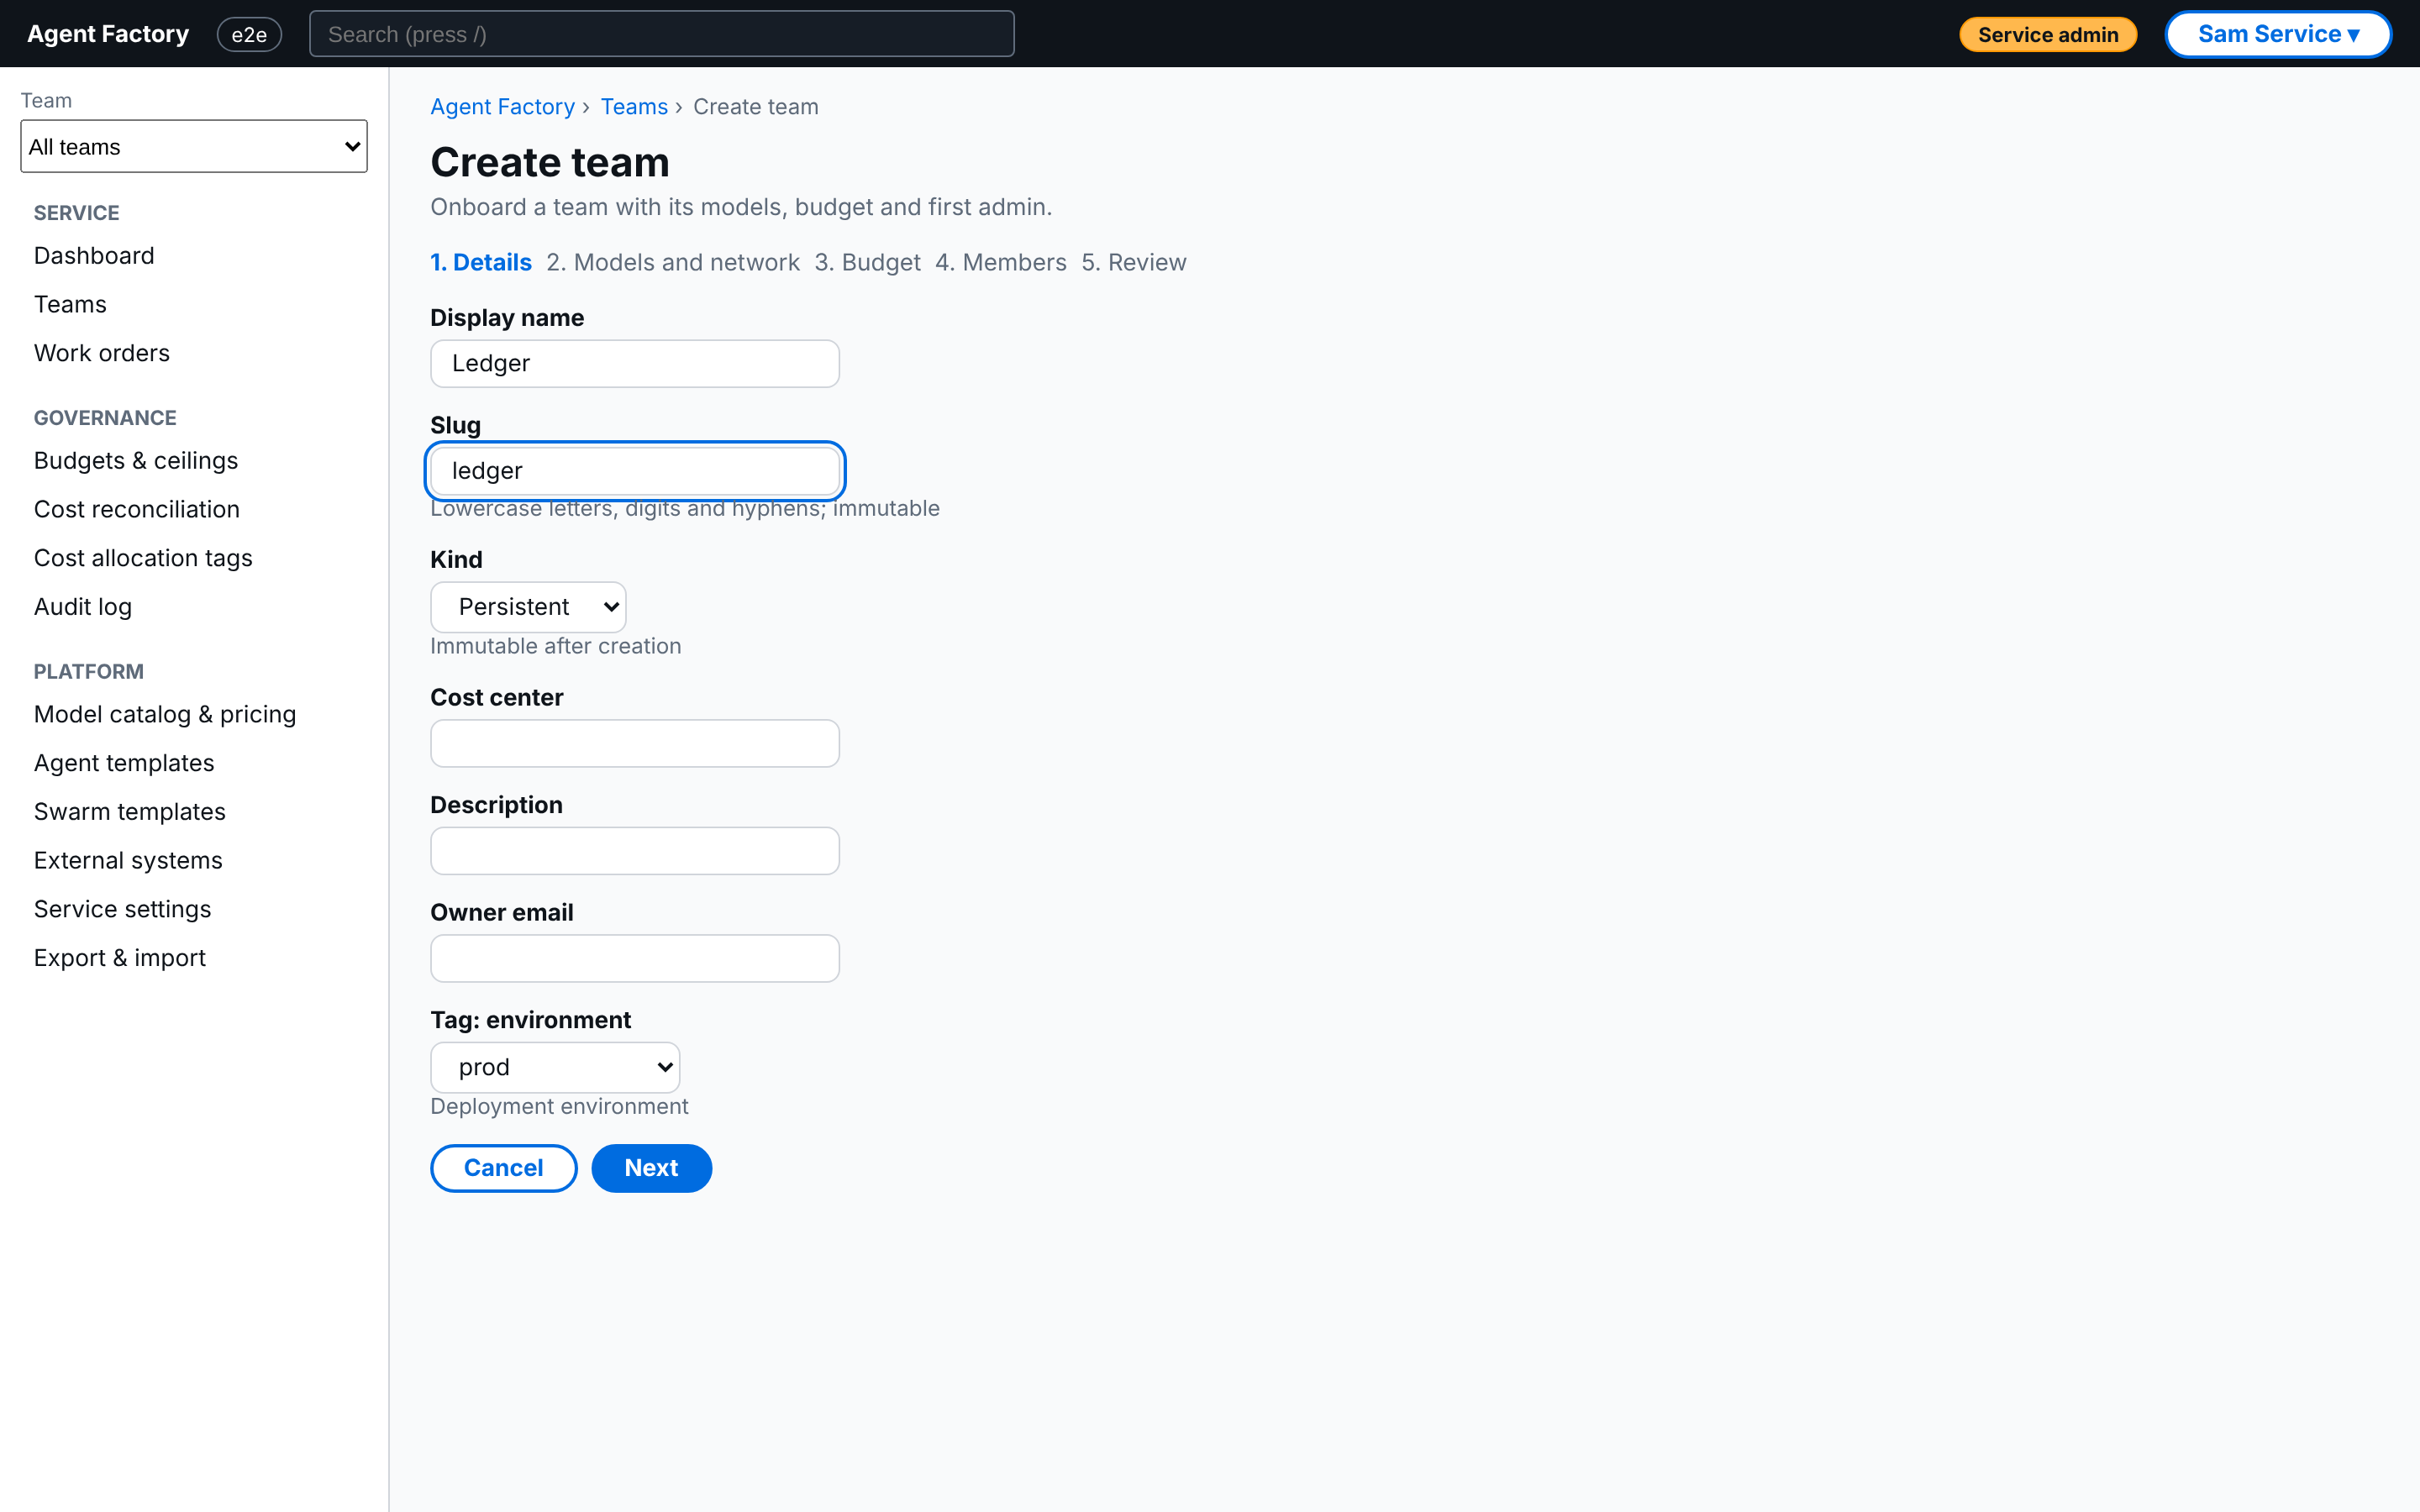 Agent Factory
e2e
Search (press /)
Service admin
Sam Service ▾
Team
All teams
SERVICE
Dashboard
Teams
Work orders
GOVERNANCE
Budgets & ceilings
Cost reconciliation
Cost allocation tags
Audit log
PLATFORM
Model catalog & pricing
Agent templates
Swarm templates
External systems
Service settings
Export & import
Agent Factory › Teams › Create team
Create team
Onboard a team with its models, budget and first admin.
1. Details 2. Models and network 3. Budget 4. Members 5. Review
Display name
Ledger
Slug
ledger
Lowercase letters, digits and hyphens; immutable
Kind
Persistent
Immutable after creation
Cost center
Description
Owner email
Tag: environment
prod
Deployment environment
Cancel
Next